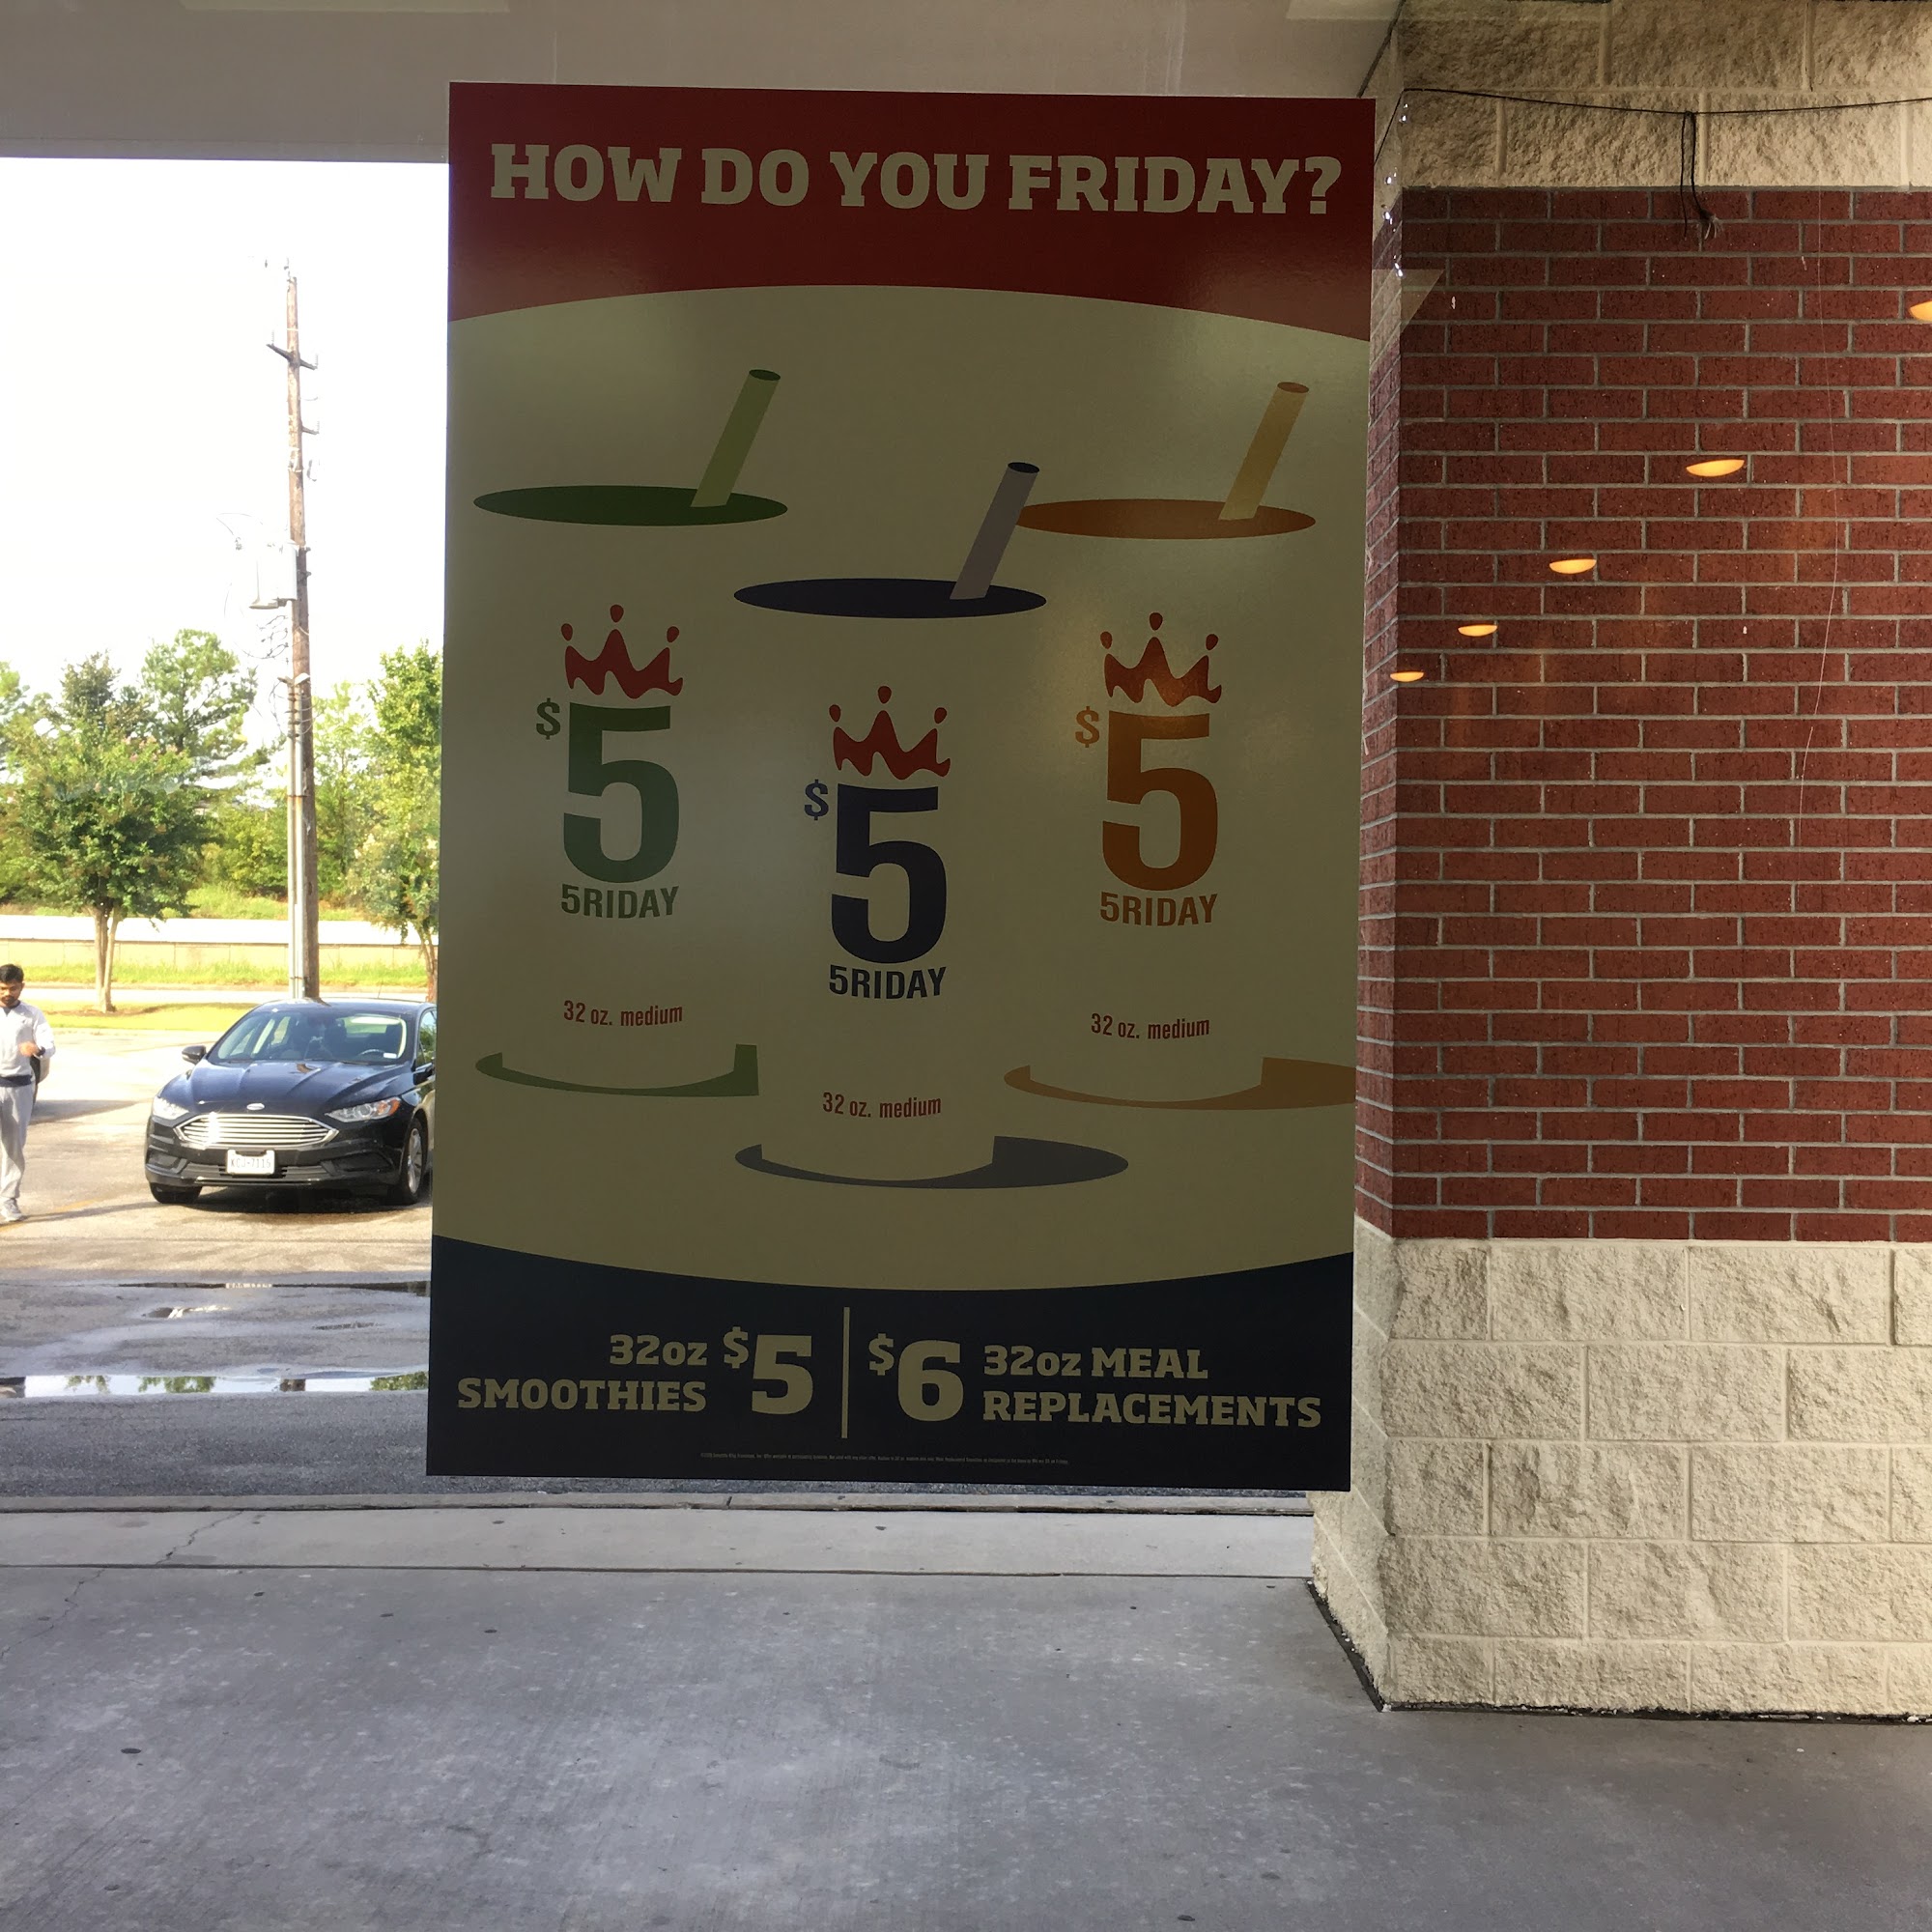 HOW DO YOU FRIDAY?
$5
5RIDAY
32 oz. medium
$5
5RIDAY
32 oz. medium
$5
5RIDAY
32 oz. medium
32oz
SMOOTHIES
$5
$6
32oz MEAL
REPLACEMENTS